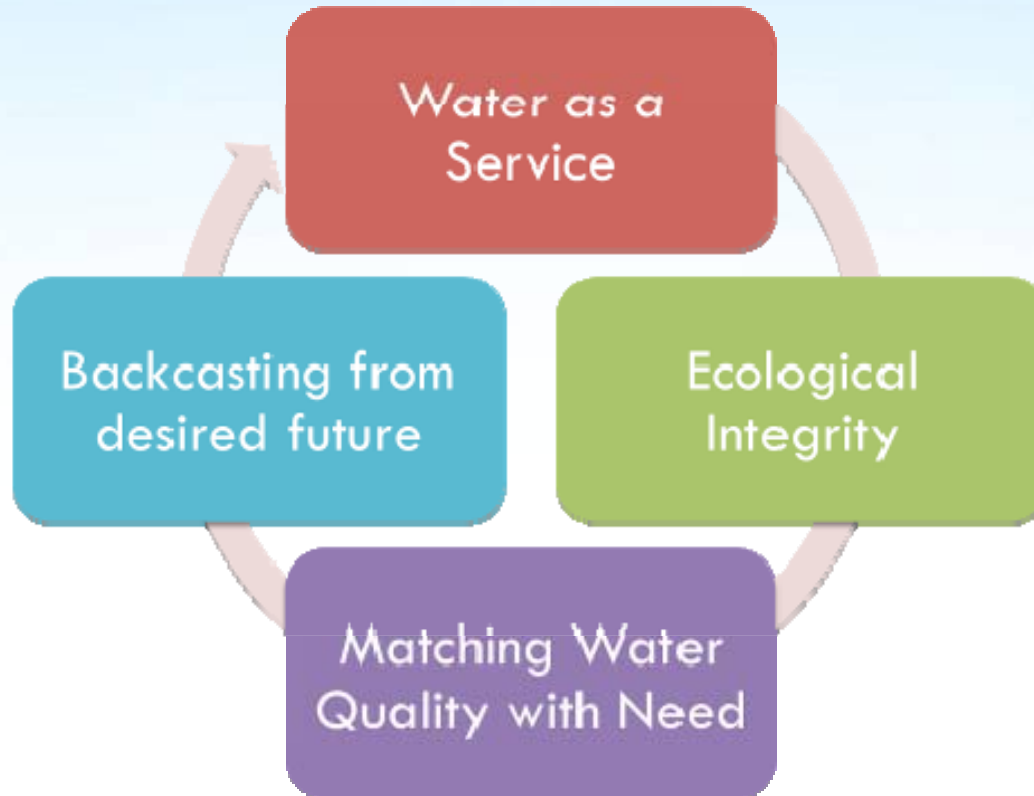 Water as a
Service
Ecological
Integrity
Matching Water
Quality with Need
Backcasting from
desired future